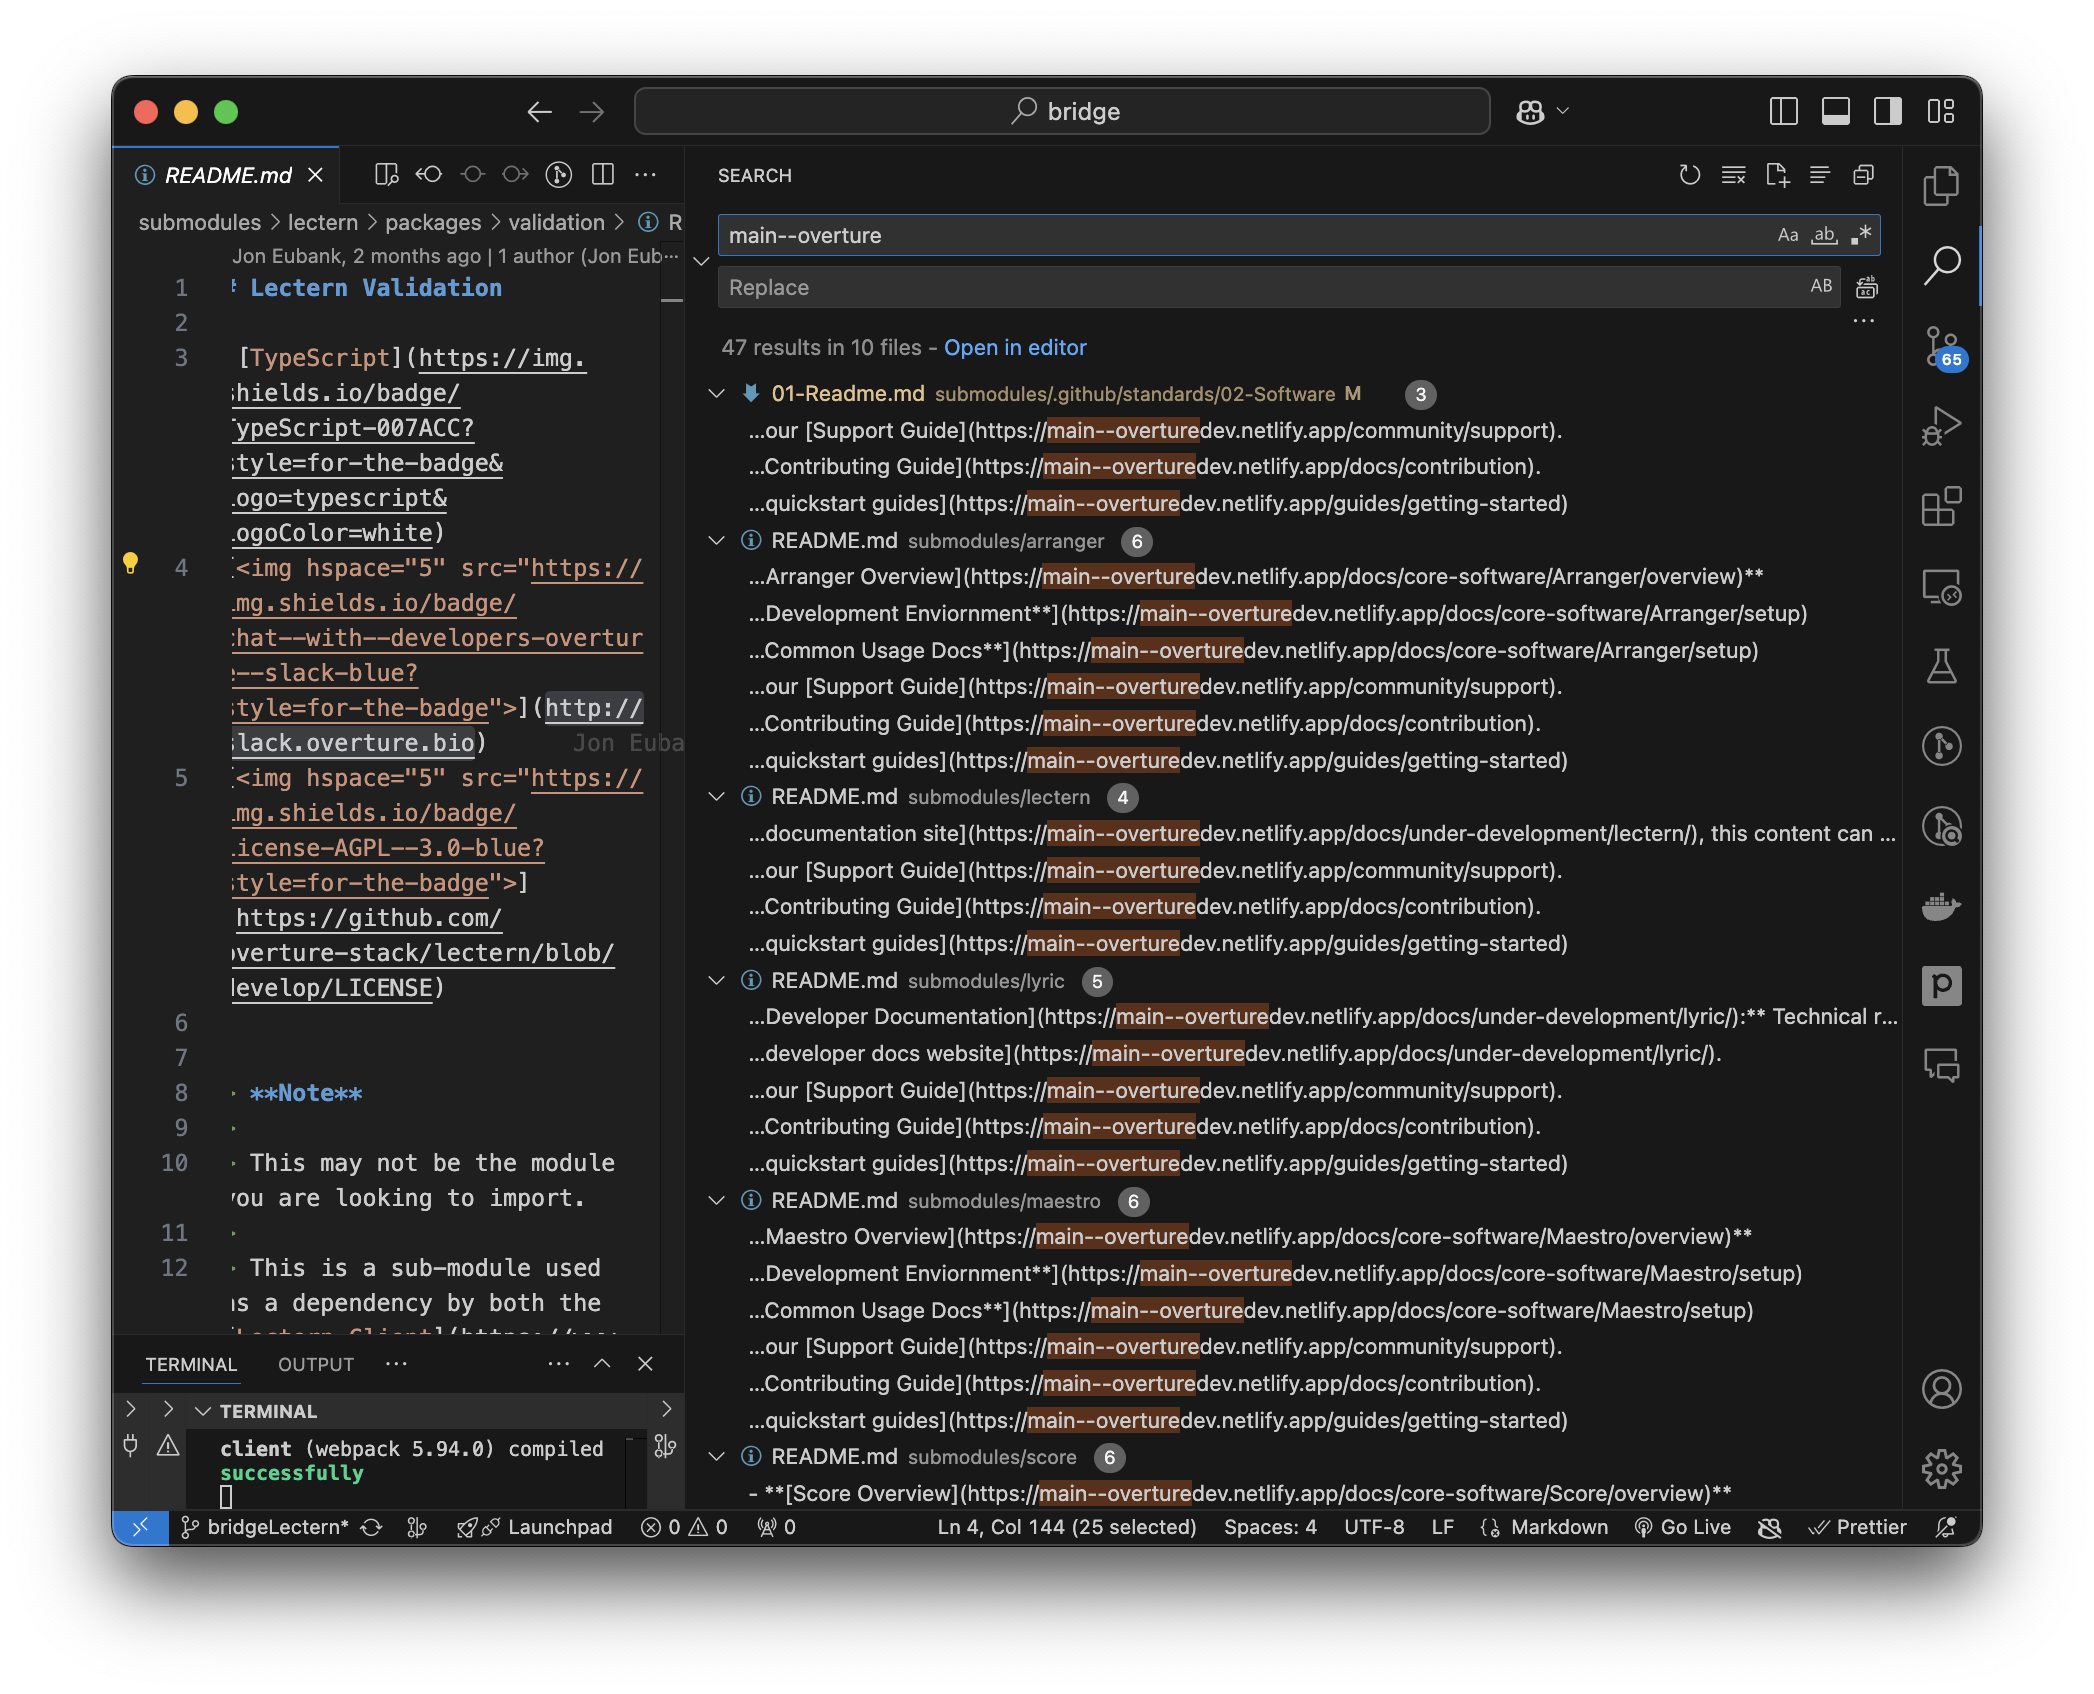 bridge
README.md
submodules > lectern > packages > validation > R
Jon Eubank, 2 months ago | 1 author (Jon Eub...
1 # Lectern Validation
2
3 [TypeScript](https://img.
shields.io/badge/
TypeScript-007ACC?
style=for-the-badge&
logo=typescript&
logoColor=white)
4 [<img hspace="5" src="https://
img.shields.io/badge/
chat--with--developers-overtur
e--slack-blue?
style=for-the-badge">](http://
slack.overture.bio) Jon Euba
5 [<img hspace="5" src="https://
img.shields.io/badge/
license-AGPL--3.0-blue?
style=for-the-badge">]
https://github.com/
overture-stack/lectern/blob/
develop/LICENSE)
6
7
8 > **Note**
9 >
10 > This may not be the module
you are looking to import.
11 >
12 > This is a sub-module used
as a dependency by both the
[Lectern Client](https://www.
TERMINAL OUTPUT ...
TERMINAL
client (webpack 5.94.0) compiled
successfully
SEARCH
main--overture Aa ab .*
Replace AB
47 results in 10 files - Open in editor
01-Readme.md submodules/.github/standards/02-Software M 3
...our [Support Guide](https://main--overturedev.netlify.app/community/support).
...Contributing Guide](https://main--overturedev.netlify.app/docs/contribution).
...quickstart guides](https://main--overturedev.netlify.app/guides/getting-started)
README.md submodules/arranger 6
...Arranger Overview](https://main--overturedev.netlify.app/docs/core-software/Arranger/overview)**
...Development Enviornment**](https://main--overturedev.netlify.app/docs/core-software/Arranger/setup)
...Common Usage Docs**](https://main--overturedev.netlify.app/docs/core-software/Arranger/setup)
...our [Support Guide](https://main--overturedev.netlify.app/community/support).
...Contributing Guide](https://main--overturedev.netlify.app/docs/contribution).
...quickstart guides](https://main--overturedev.netlify.app/guides/getting-started)
README.md submodules/lectern 4
...documentation site](https://main--overturedev.netlify.app/docs/under-development/lectern/), this content can ...
...our [Support Guide](https://main--overturedev.netlify.app/community/support).
...Contributing Guide](https://main--overturedev.netlify.app/docs/contribution).
...quickstart guides](https://main--overturedev.netlify.app/guides/getting-started)
README.md submodules/lyric 5
...Developer Documentation](https://main--overturedev.netlify.app/docs/under-development/lyric/):** Technical r...
...developer docs website](https://main--overturedev.netlify.app/docs/under-development/lyric/).
...our [Support Guide](https://main--overturedev.netlify.app/community/support).
...Contributing Guide](https://main--overturedev.netlify.app/docs/contribution).
...quickstart guides](https://main--overturedev.netlify.app/guides/getting-started)
README.md submodules/maestro 6
...Maestro Overview](https://main--overturedev.netlify.app/docs/core-software/Maestro/overview)**
...Development Enviornment**](https://main--overturedev.netlify.app/docs/core-software/Maestro/setup)
...Common Usage Docs**](https://main--overturedev.netlify.app/docs/core-software/Maestro/setup)
...our [Support Guide](https://main--overturedev.netlify.app/community/support).
...Contributing Guide](https://main--overturedev.netlify.app/docs/contribution).
...quickstart guides](https://main--overturedev.netlify.app/guides/getting-started)
README.md submodules/score 6
- **[Score Overview](https://main--overturedev.netlify.app/docs/core-software/Score/overview)**
65
bridgeLectern* Launchpad 0 0 0 Ln 4, Col 144 (25 selected) Spaces: 4 UTF-8 LF Markdown Go Live Prettier